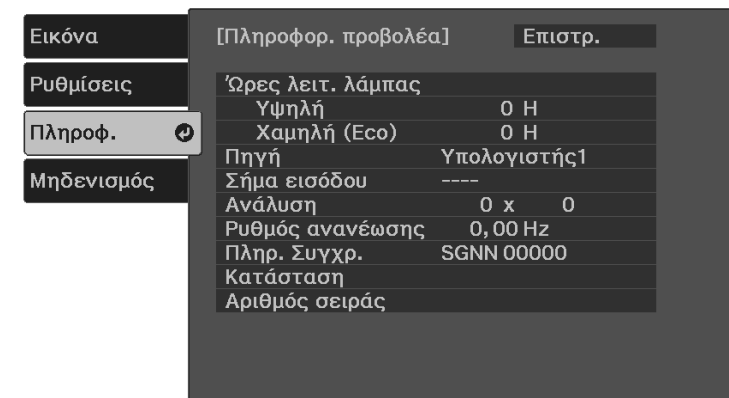 Εικόνα
Ρυθμίσεις
Πληροφ.
Μηδενισμός
[Πληροφορ. προβολέα] Επιστρ.
Ώρες λειτ. λάμπας
Υψηλή 0 H
Χαμηλή (Eco) 0 H
Πηγή Υπολογιστής1
Σήμα εισόδου ----
Ανάλυση 0 x 0
Ρυθμός ανανέωσης 0,00 Hz
Πληρ. Συγχρ. SGNN 00000
Κατάσταση
Αριθμός σειράς